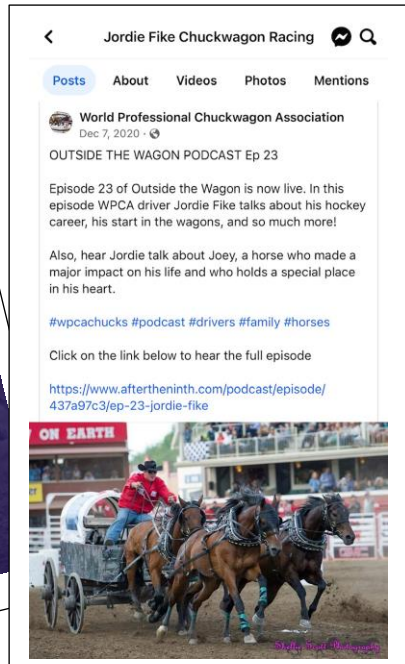 Jordie Fike Chuckwagon Racing
Posts About Videos Photos Mentions
World Professional Chuckwagon Association
Dec 7, 2020 ·
OUTSIDE THE WAGON PODCAST Ep 23
Episode 23 of Outside the Wagon is now live. In this
episode WPCA driver Jordie Fike talks about his hockey
career, his start in the wagons, and so much more!
Also, hear Jordie talk about Joey, a horse who made a
major impact on his life and who holds a special place
in his heart.
#wpcachucks #podcast #drivers #family #horses
Click on the link below to hear the full episode
https://www.aftertheninth.com/podcast/episode/
437a97c3/ep-23-jordie-fike
ON EARTH
GMC